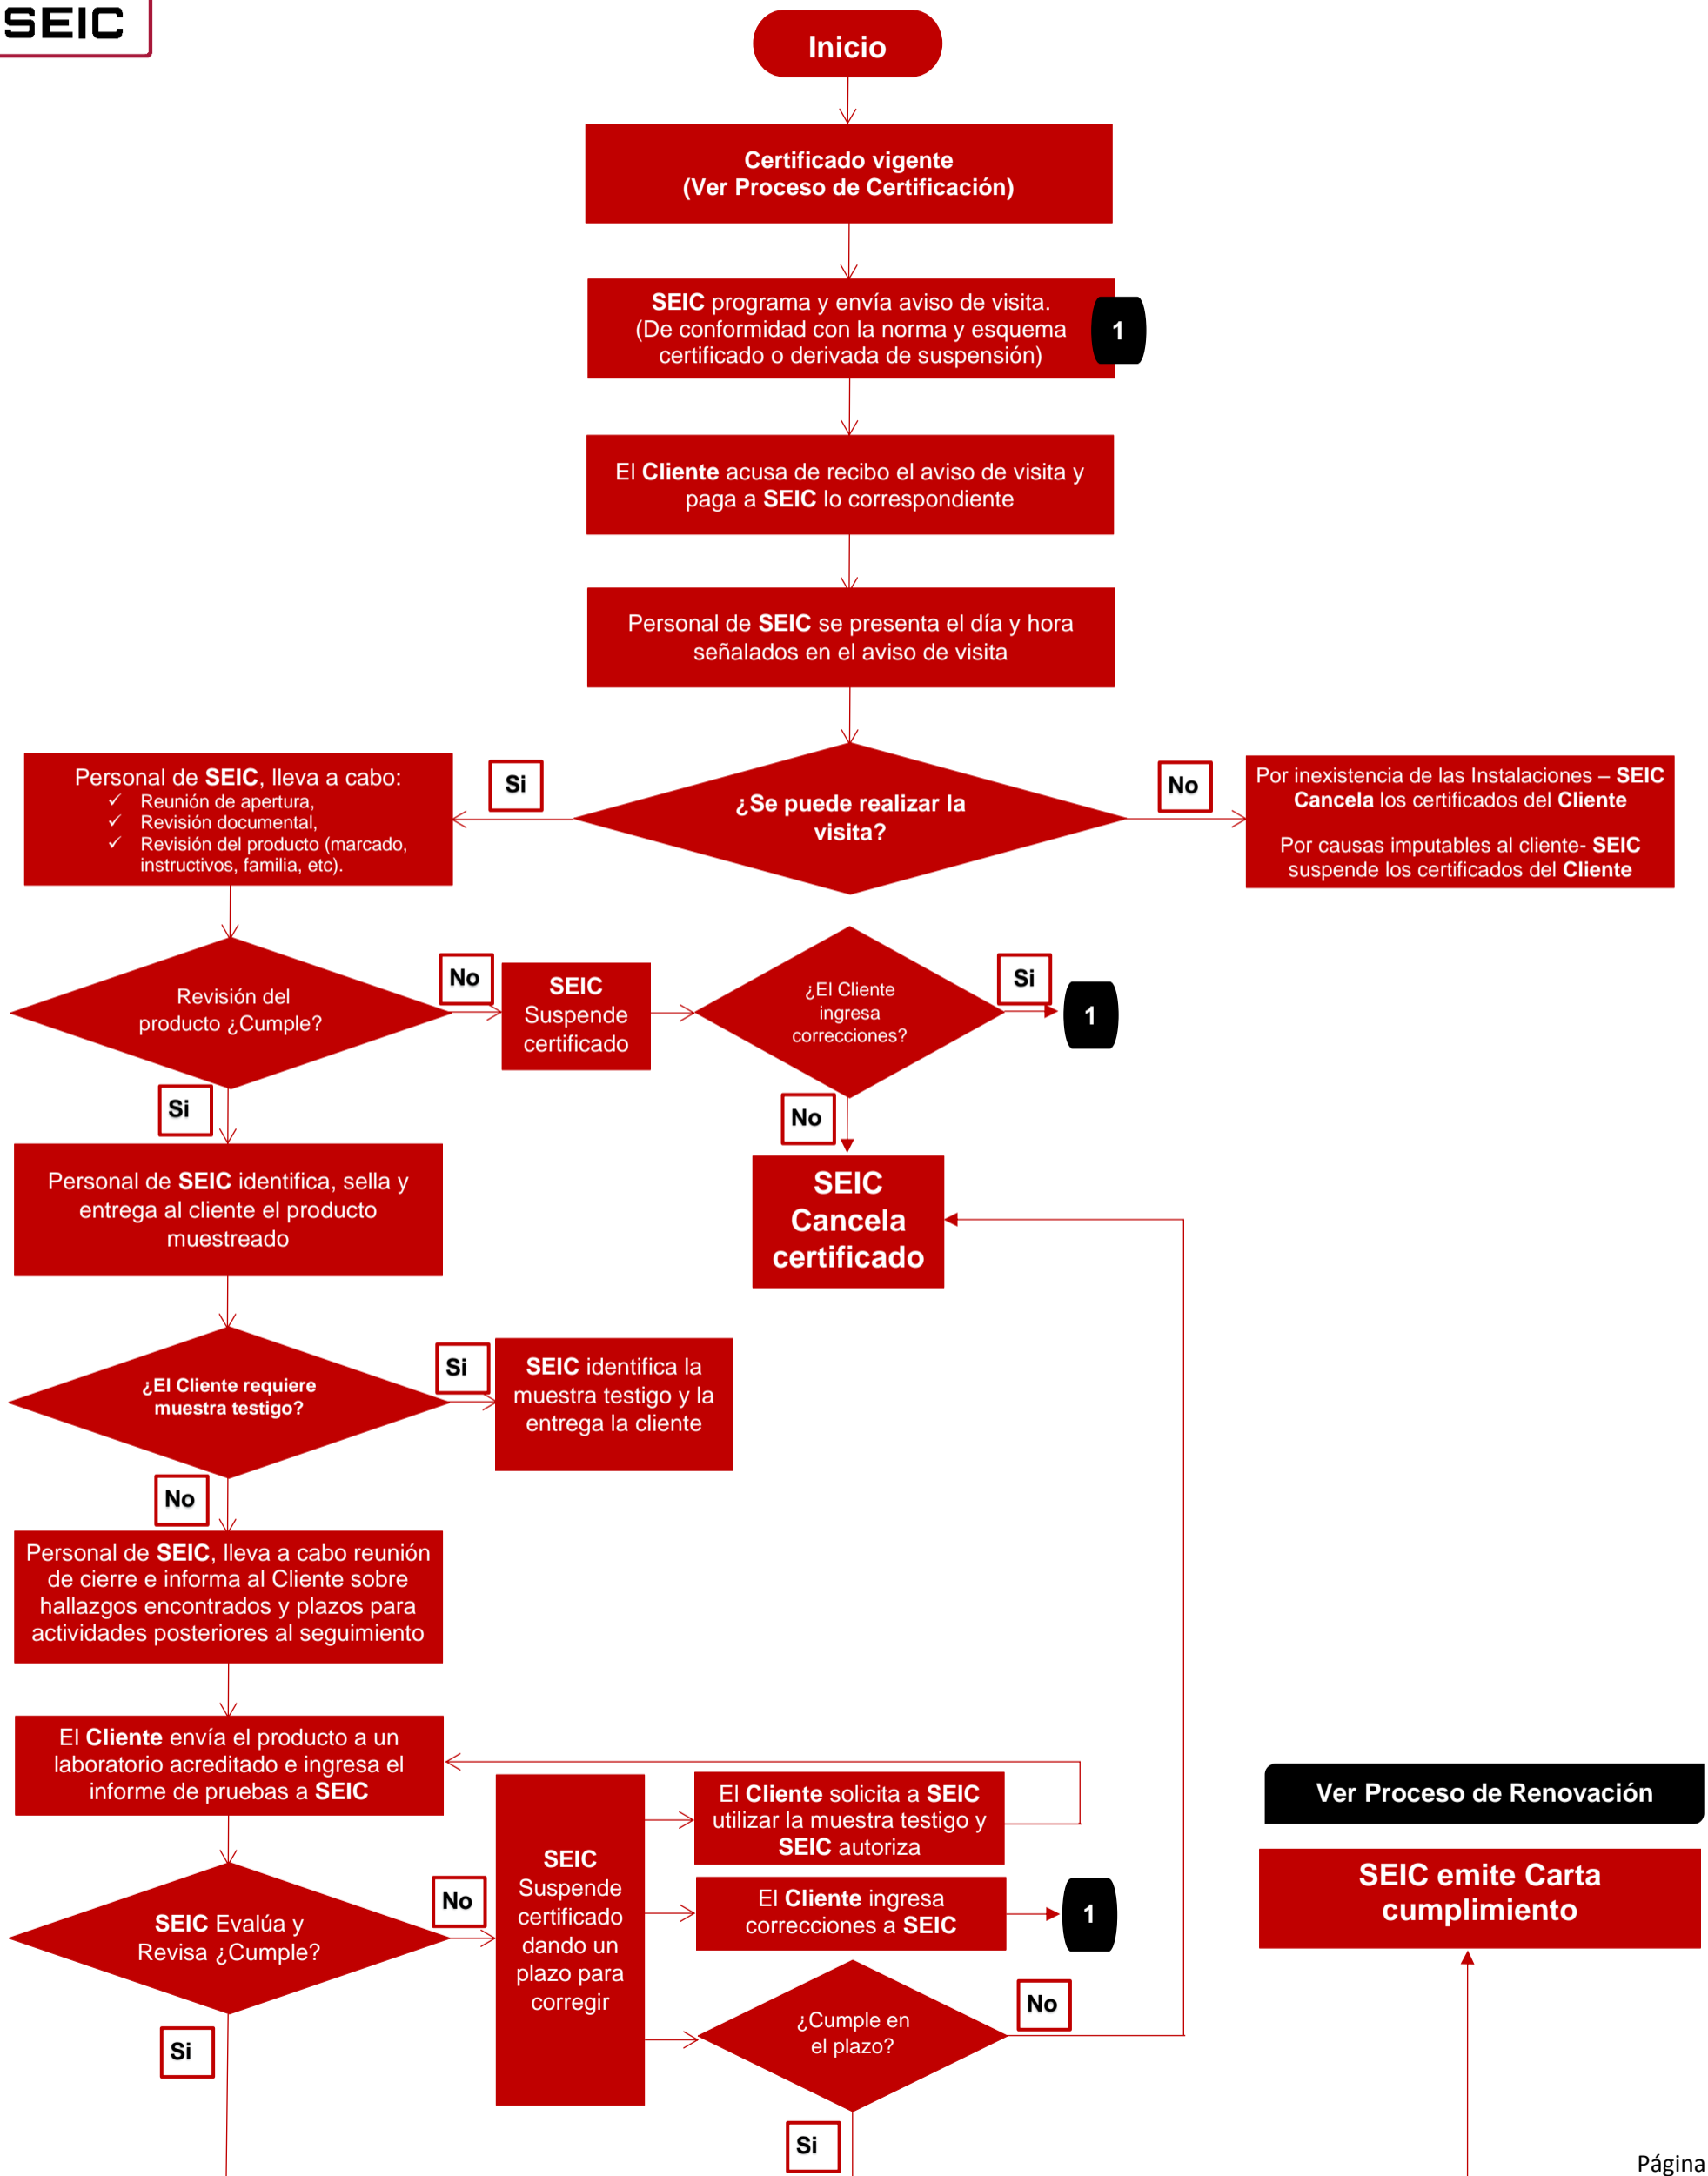 SEIC
Inicio
Certificado vigente
(Ver Proceso de Certificación)
SEIC programa y envía aviso de visita.
(De conformidad con la norma y esquema
certificado o derivada de suspensión)
1
El Cliente acusa de recibo el aviso de visita y
paga a SEIC lo correspondiente
Personal de SEIC se presenta el día y hora
señalados en el aviso de visita
¿Se puede realizar la
visita?
Si
No
Personal de SEIC, lleva a cabo:
✓ Reunión de apertura,
✓ Revisión documental,
✓ Revisión del producto (marcado,
instructivos, familia, etc).
Por inexistencia de las Instalaciones – SEIC
Cancela los certificados del Cliente
Por causas imputables al cliente- SEIC
suspende los certificados del Cliente
Revisión del
producto ¿Cumple?
No
SEIC
Suspende
certificado
¿El Cliente
ingresa
correcciones?
Si
1
Si
No
SEIC
Cancela
certificado
Personal de SEIC identifica, sella y
entrega al cliente el producto
muestreado
¿El Cliente requiere
muestra testigo?
Si
SEIC identifica la
muestra testigo y la
entrega la cliente
No
Personal de SEIC, lleva a cabo reunión
de cierre e informa al Cliente sobre
hallazgos encontrados y plazos para
actividades posteriores al seguimiento
El Cliente envía el producto a un
laboratorio acreditado e ingresa el
informe de pruebas a SEIC
SEIC Evalúa y
Revisa ¿Cumple?
No
Si
SEIC
Suspende
certificado
dando un
plazo para
corregir
El Cliente solicita a SEIC
utilizar la muestra testigo y
SEIC autoriza
El Cliente ingresa
correcciones a SEIC
1
¿Cumple en
el plazo?
No
Si
Ver Proceso de Renovación
SEIC emite Carta
cumplimiento
Página